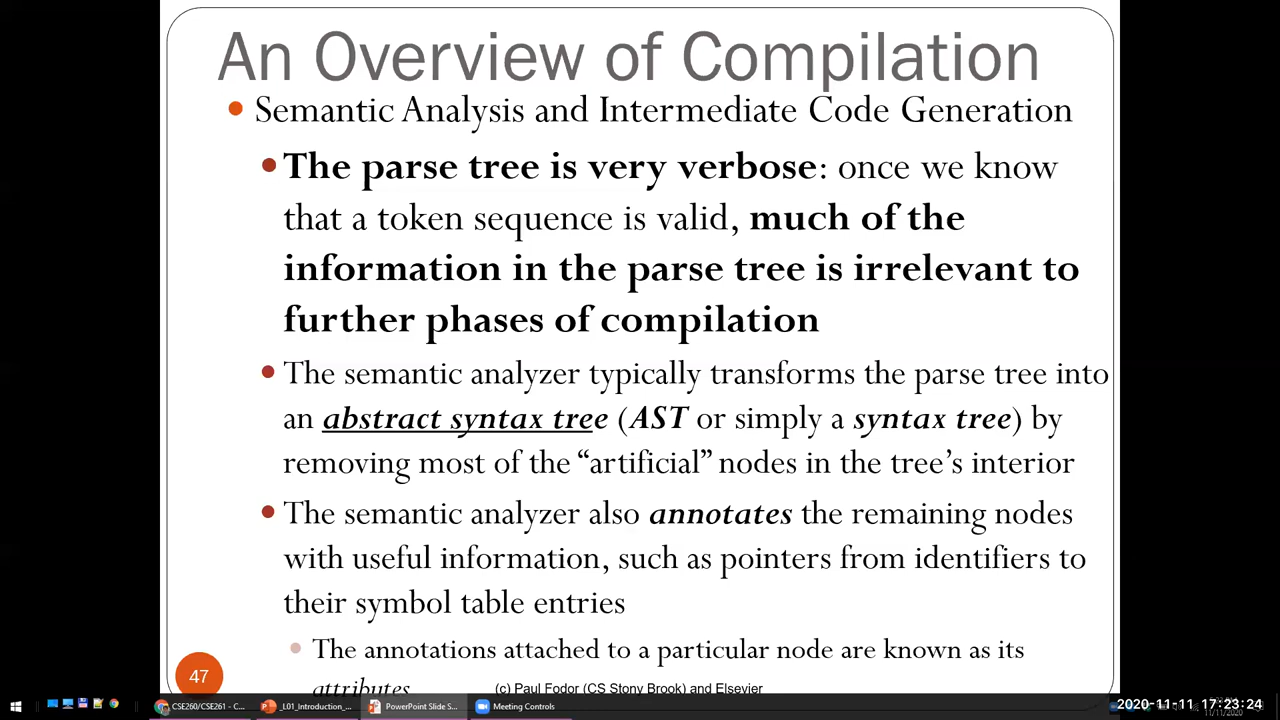 An Overview of Compilation
Semantic Analysis and Intermediate Code Generation
The parse tree is very verbose: once we know
that a token sequence is valid, much of the
information in the parse tree is irrelevant to
further phases of compilation
The semantic analyzer typically transforms the parse tree into
an abstract syntax tree (AST or simply a syntax tree) by
removing most of the “artificial” nodes in the tree’s interior
The semantic analyzer also annotates the remaining nodes
with useful information, such as pointers from identifiers to
their symbol table entries
The annotations attached to a particular node are known as its
attributes
47
(c) Paul Fodor (CS Stony Brook) and Elsevier
CSE260/CSE261 - C...
_L01_Introduction_...
PowerPoint Slide S...
Meeting Controls
2020-11-11 17:23:24